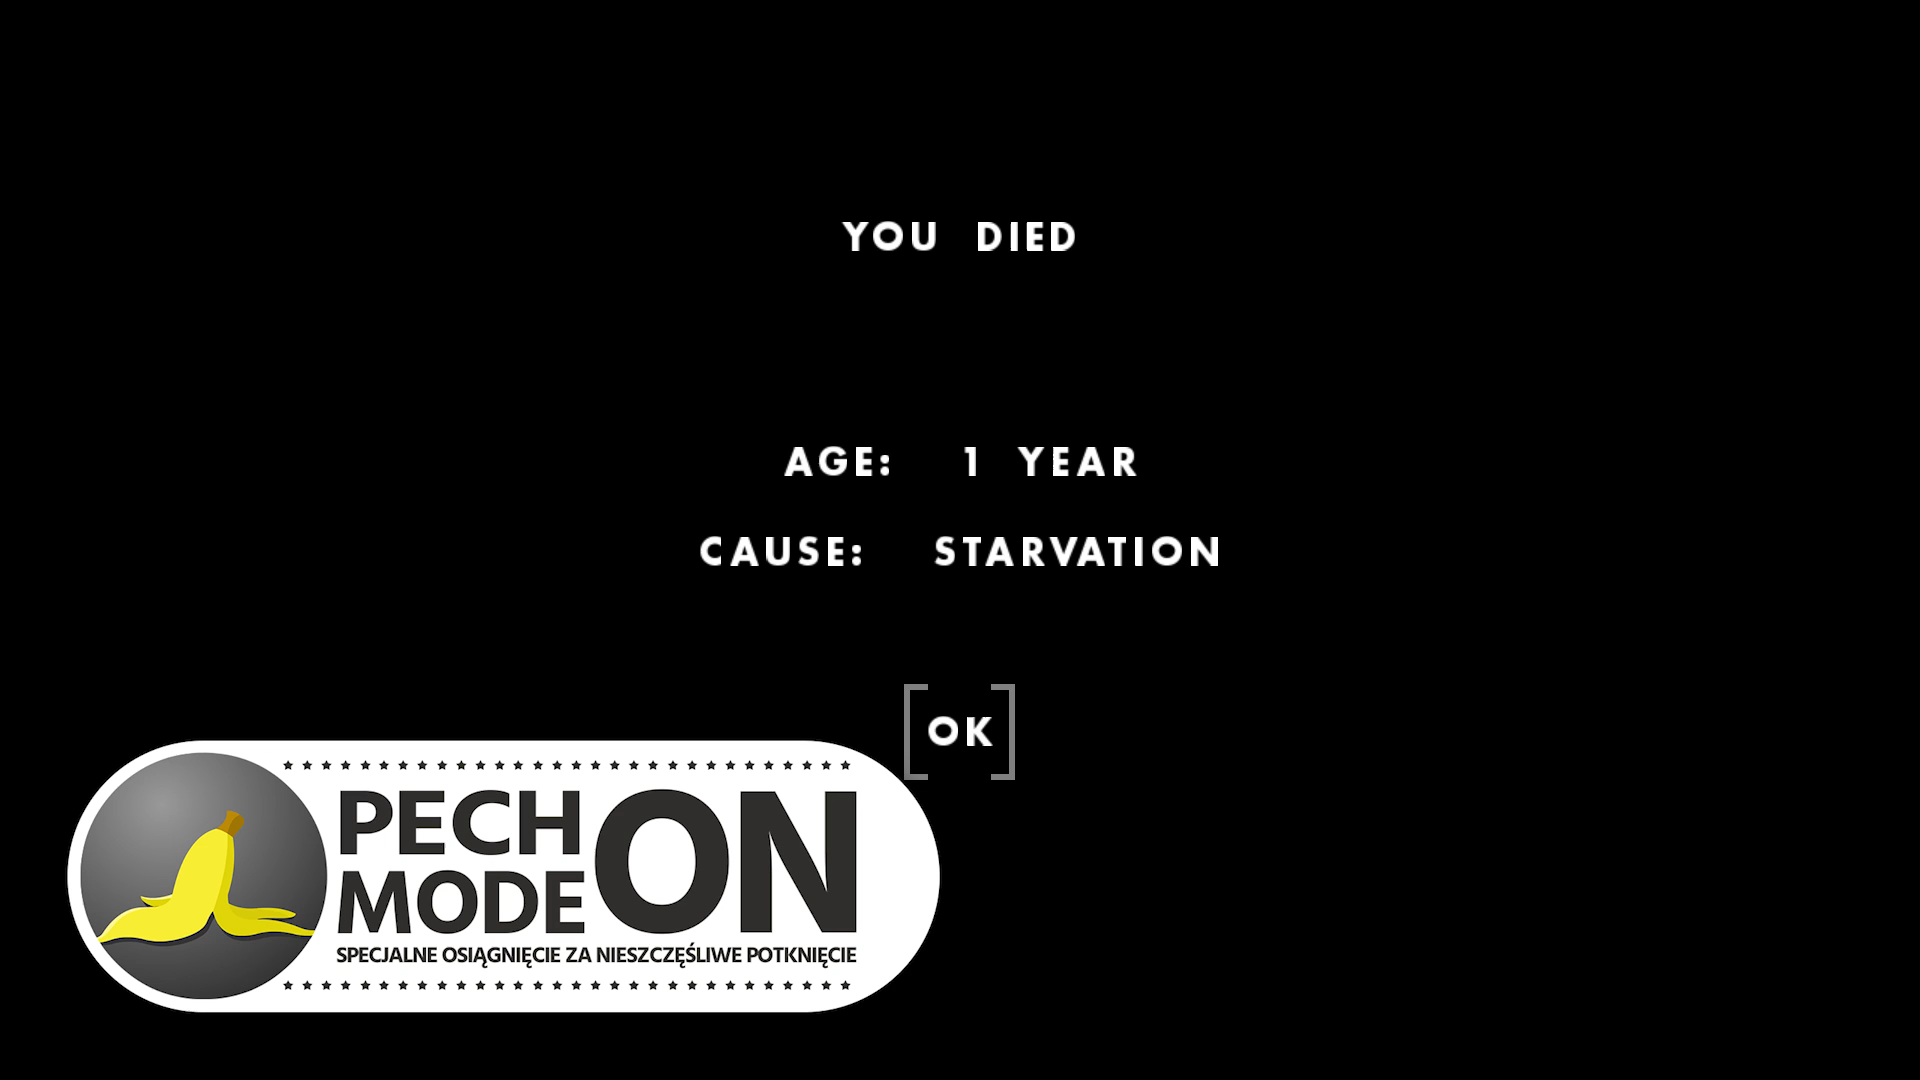 YOU DIED
AGE: 1 YEAR
CAUSE: STARVATION
OK
PECH
MODE
ON
SPECJALNE OSIĄGNIĘCIE ZA NIESZCZĘŚLIWE POTKNIĘCIE